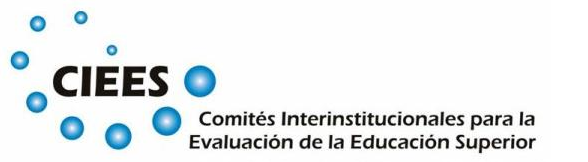 CIEES
Comités Interinstitucionales para la
Evaluación de la Educación Superior